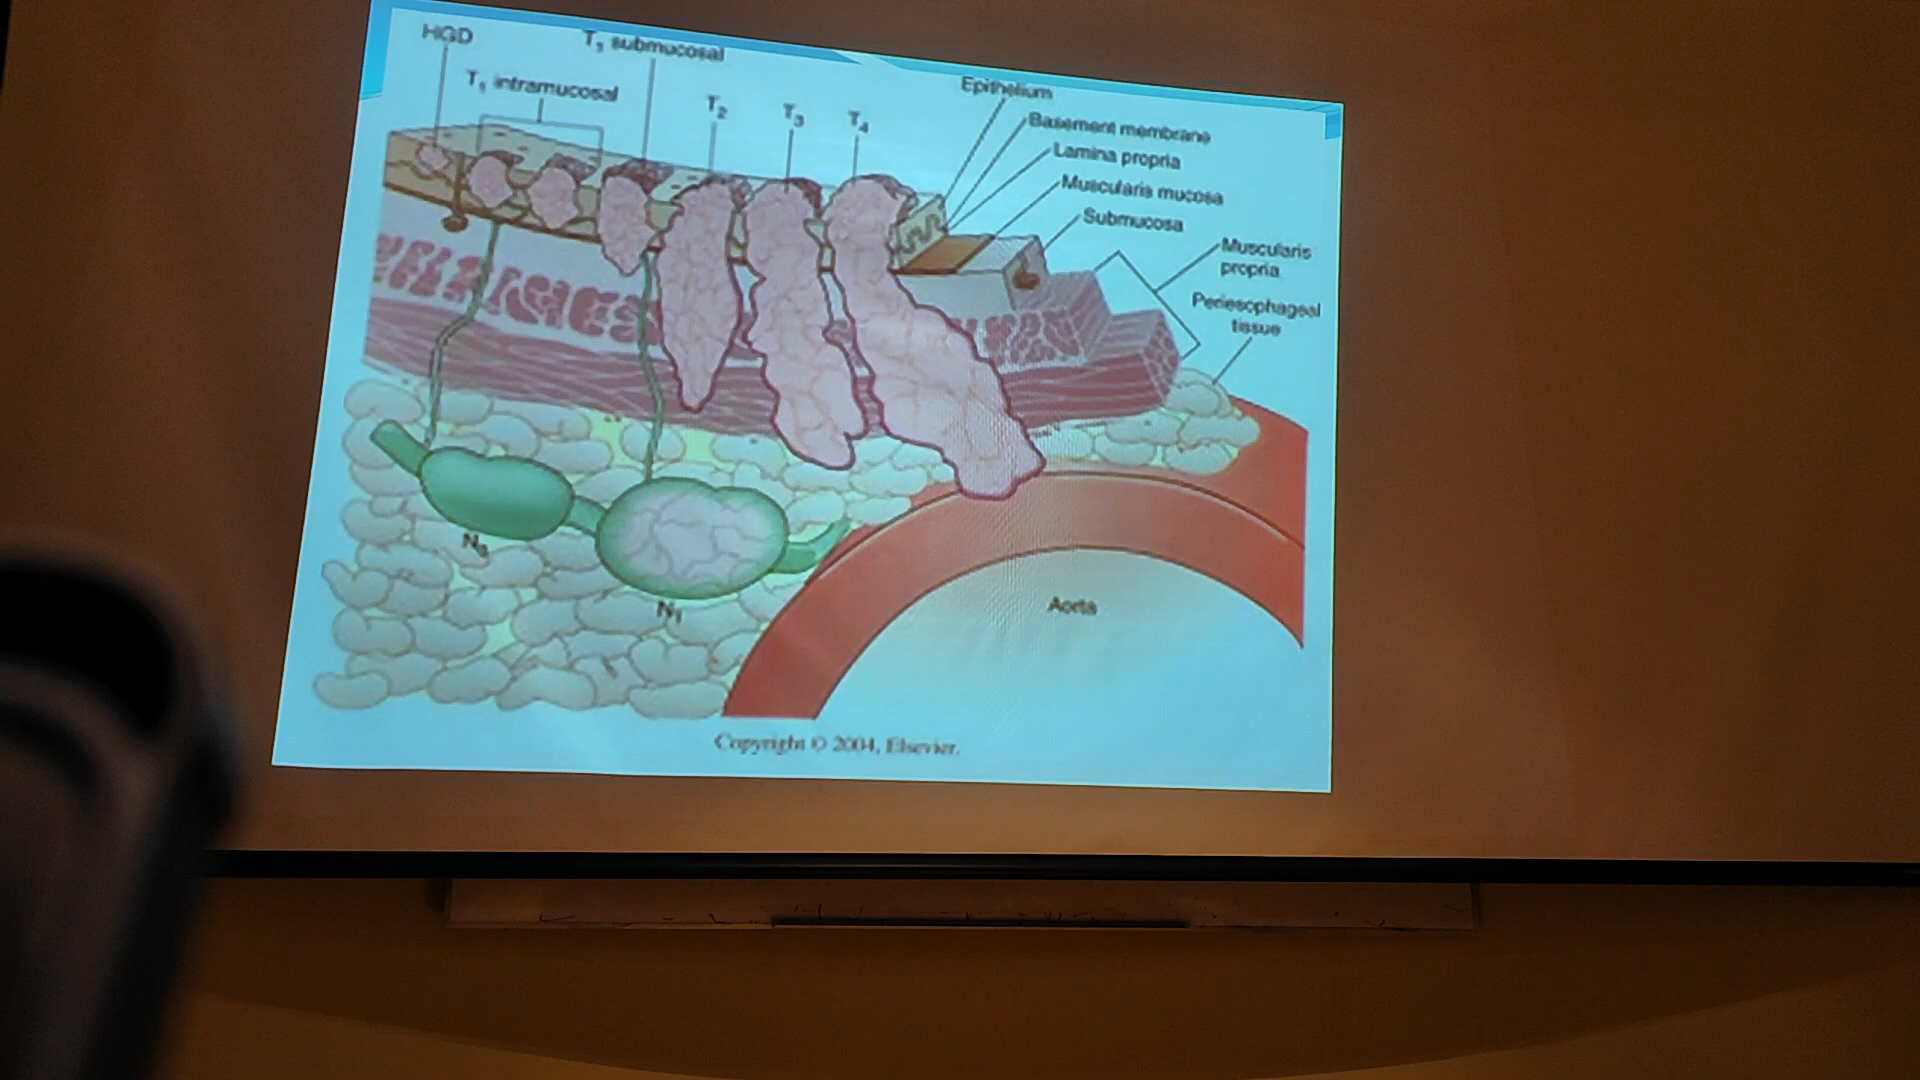 HGD
T₁ submucosal
T₁ intramucosal
T₂
T₃
T₄
Epithelium
Basement membrane
Lamina propria
Muscularis mucosa
Submucosa
Muscularis
propria
Periesophageal
tissue
N₀
N₁
Aorta
Copyright © 2004, Elsevier.